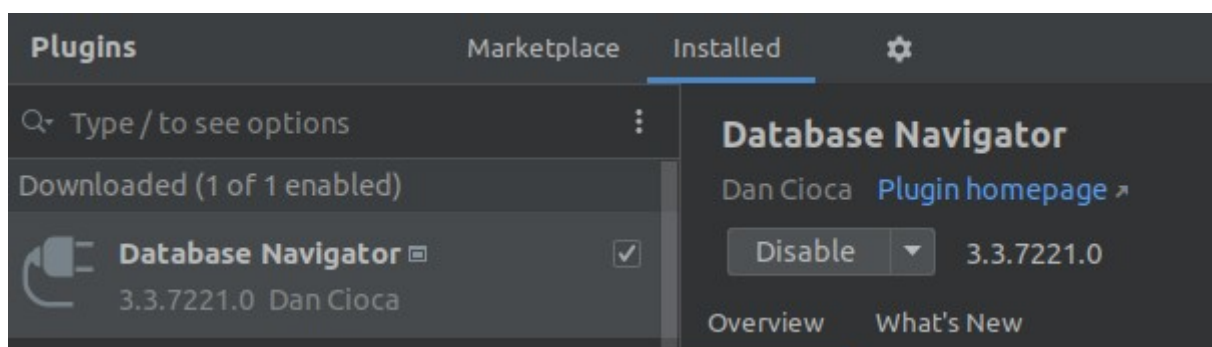 Plugins Marketplace Installed
Type / to see options
Downloaded (1 of 1 enabled)
Database Navigator
3.3.7221.0 Dan Cioca
Database Navigator
Dan Cioca Plugin homepage ↗
Disable 3.3.7221.0
Overview What's New